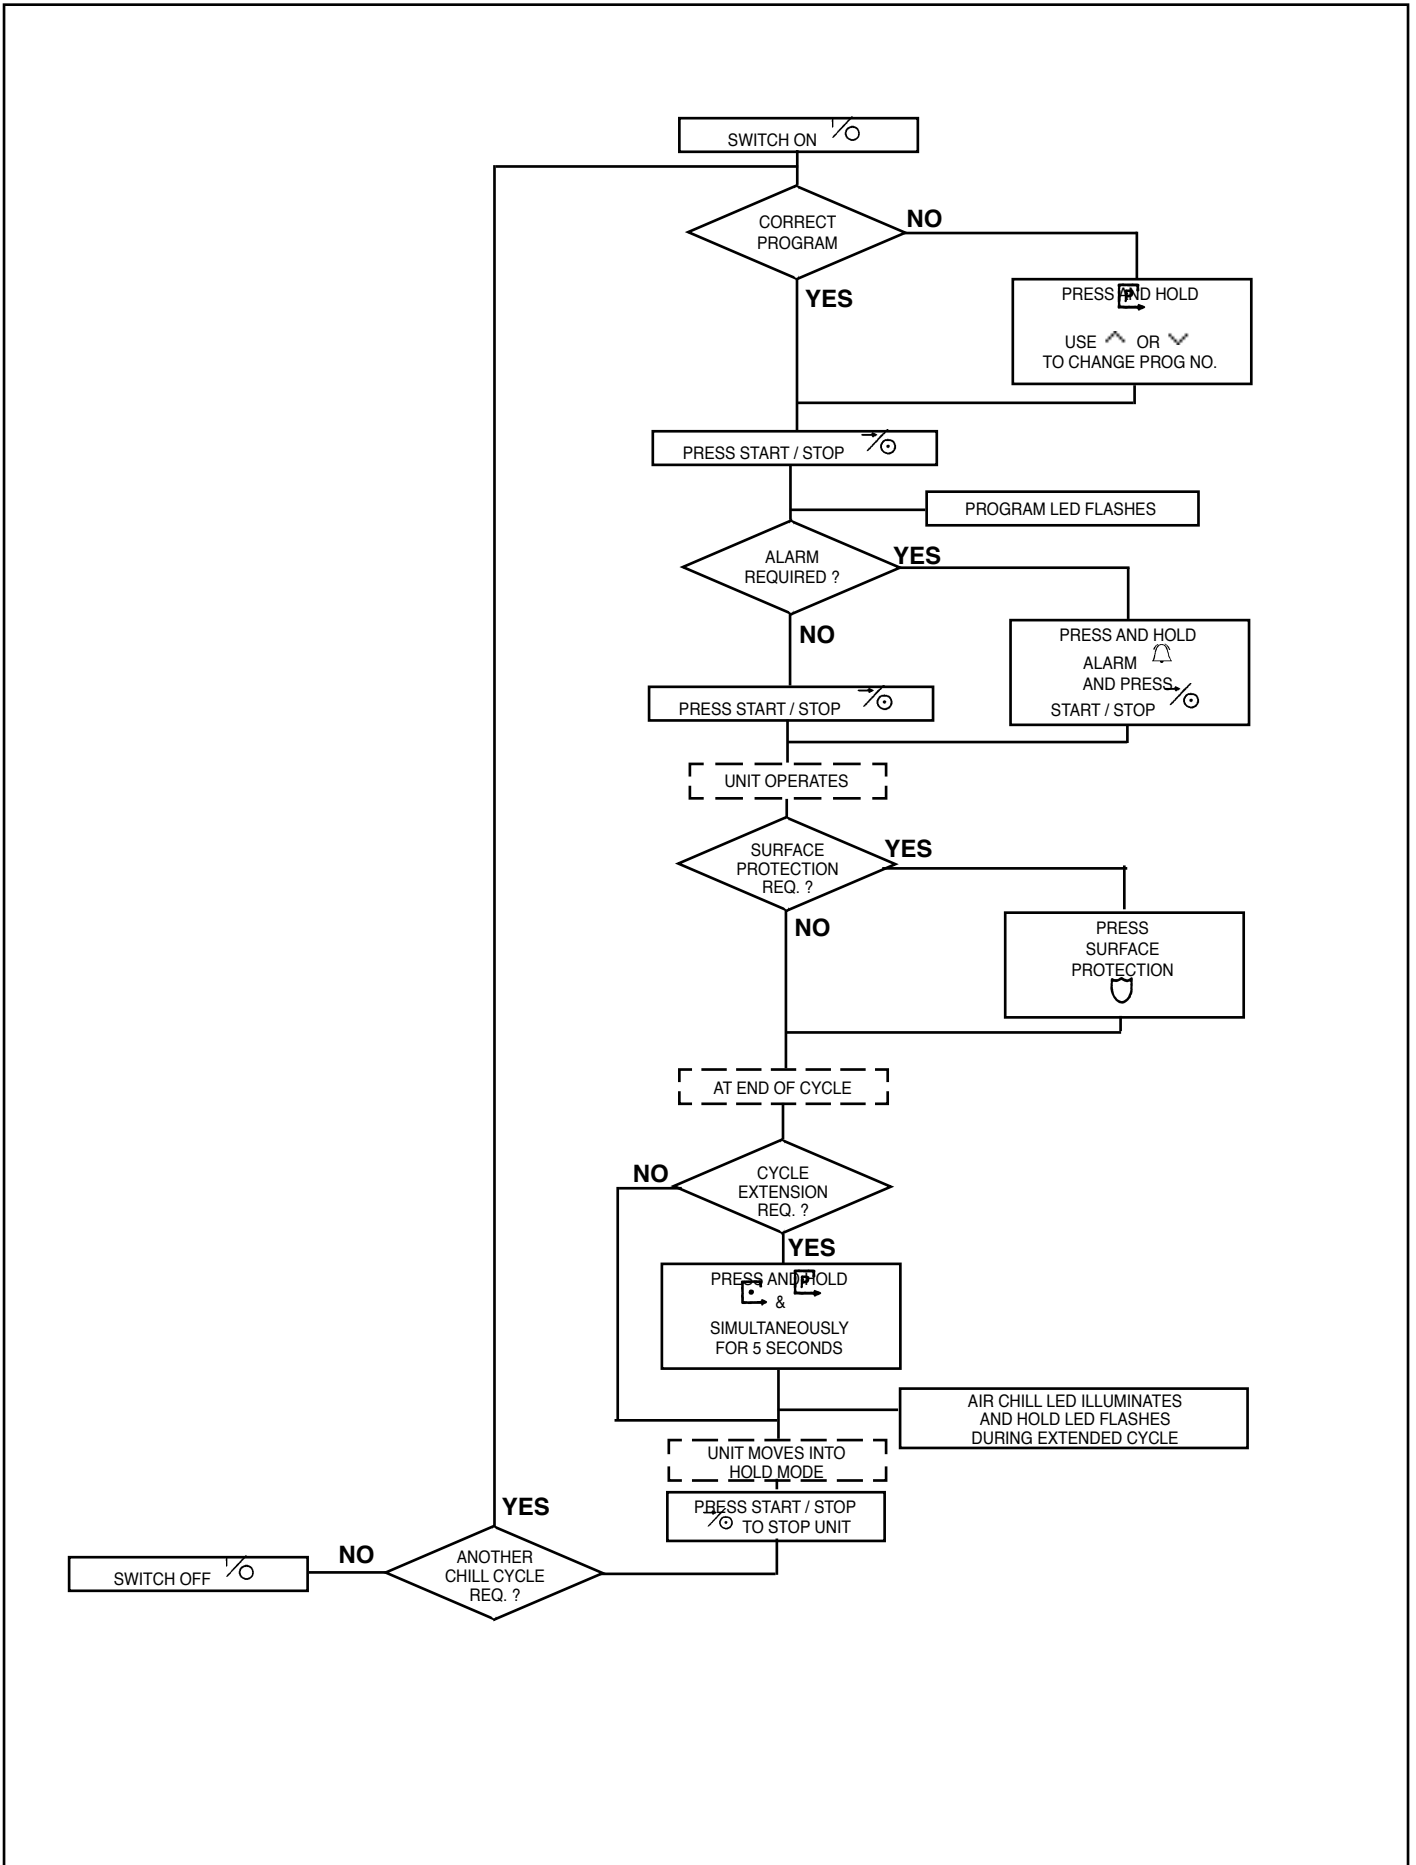 SWITCH ON
CORRECT
PROGRAM
NO
YES
PRESS AND HOLD
P
USE OR
TO CHANGE PROG NO.
PRESS START / STOP
PROGRAM LED FLASHES
ALARM
REQUIRED ?
YES
NO
PRESS AND HOLD
ALARM
AND PRESS
START / STOP
PRESS START / STOP
UNIT OPERATES
SURFACE
PROTECTION
REQ. ?
YES
NO
PRESS
SURFACE
PROTECTION
AT END OF CYCLE
NO
CYCLE
EXTENSION
REQ. ?
YES
PRESS AND HOLD
& P
SIMULTANEOUSLY
FOR 5 SECONDS
AIR CHILL LED ILLUMINATES
AND HOLD LED FLASHES
DURING EXTENDED CYCLE
UNIT MOVES INTO
HOLD MODE
PRESS START / STOP
TO STOP UNIT
YES
ANOTHER
CHILL CYCLE
REQ. ?
NO
SWITCH OFF